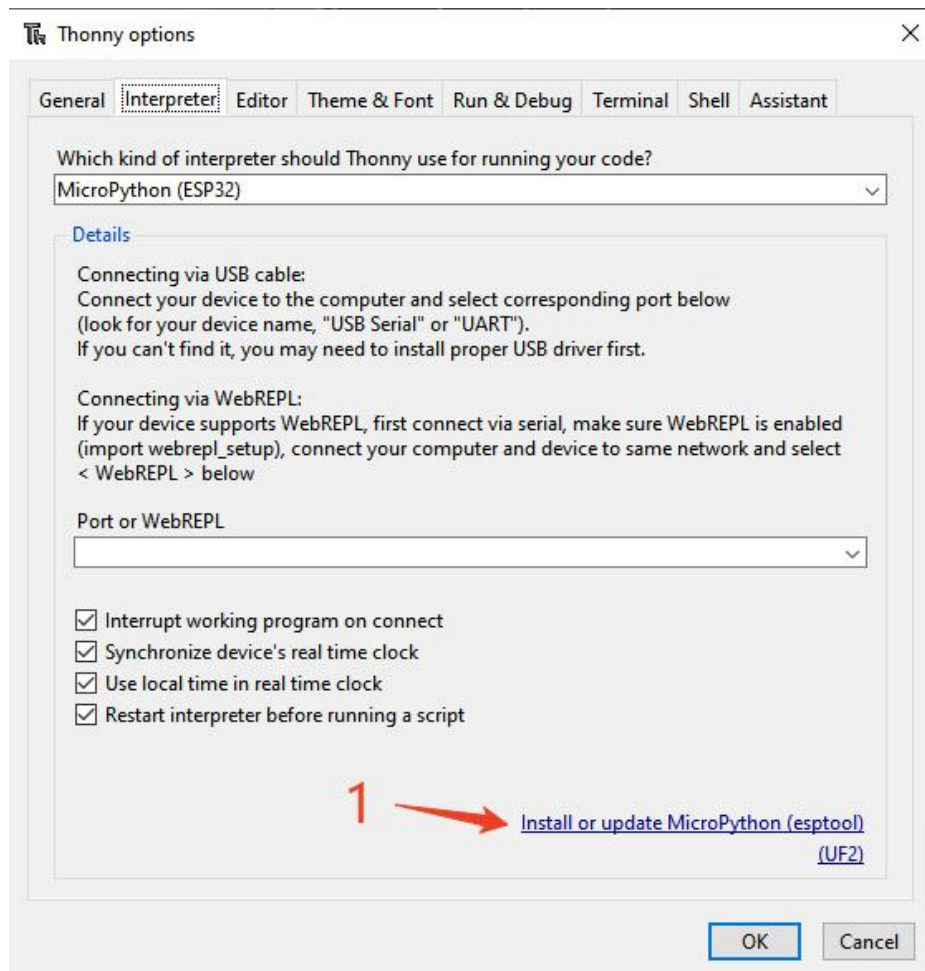 Thonny options
General Interpreter Editor Theme & Font Run & Debug Terminal Shell Assistant
Which kind of interpreter should Thonny use for running your code?
MicroPython (ESP32)
Details
Connecting via USB cable:
Connect your device to the computer and select corresponding port below
(look for your device name, "USB Serial" or "UART").
If you can't find it, you may need to install proper USB driver first.
Connecting via WebREPL:
If your device supports WebREPL, first connect via serial, make sure WebREPL is enabled
(import webrepl_setup), connect your computer and device to same network and select
< WebREPL > below
Port or WebREPL
Interrupt working program on connect
Synchronize device's real time clock
Use local time in real time clock
Restart interpreter before running a script
1
Install or update MicroPython (esptool)
(UF2)
OK Cancel